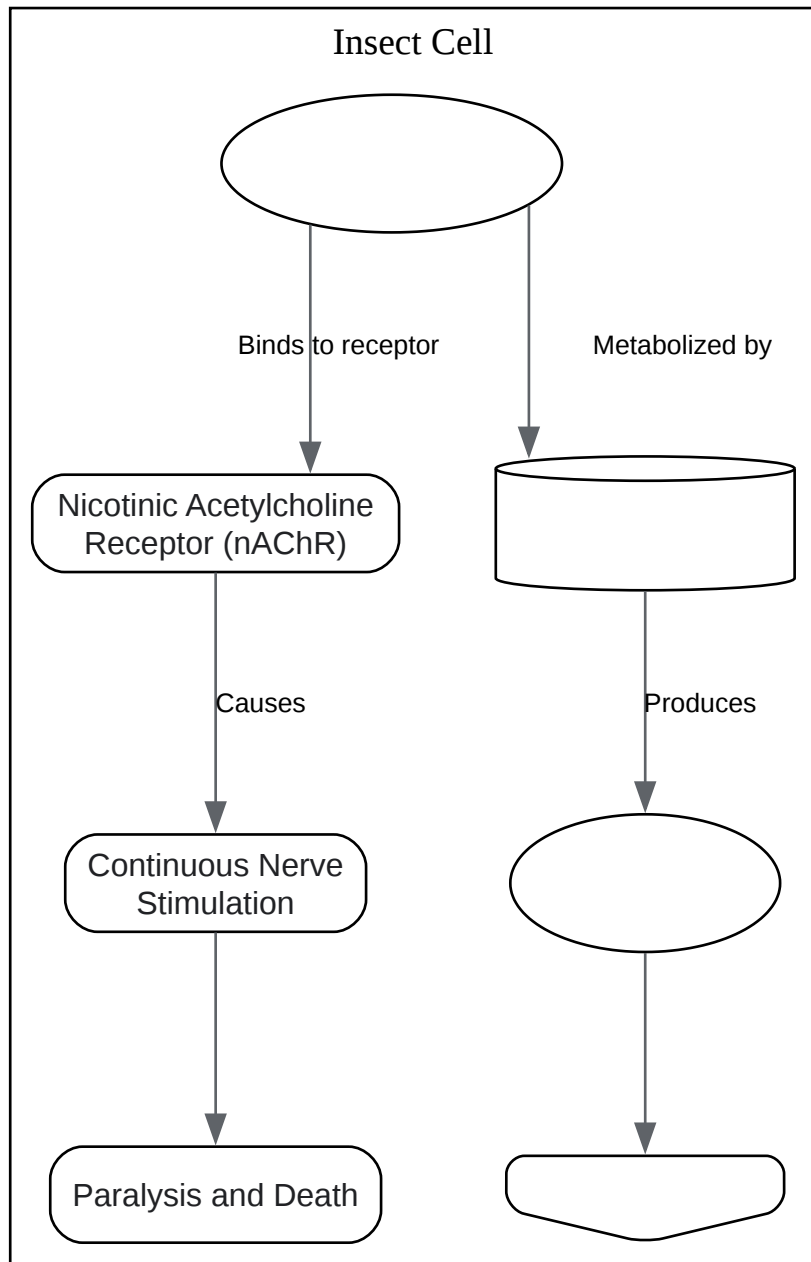 Insect Cell
Binds to receptor
Metabolized by
Nicotinic Acetylcholine
Receptor (nAChR)
Causes
Produces
Continuous Nerve
Stimulation
Paralysis and Death